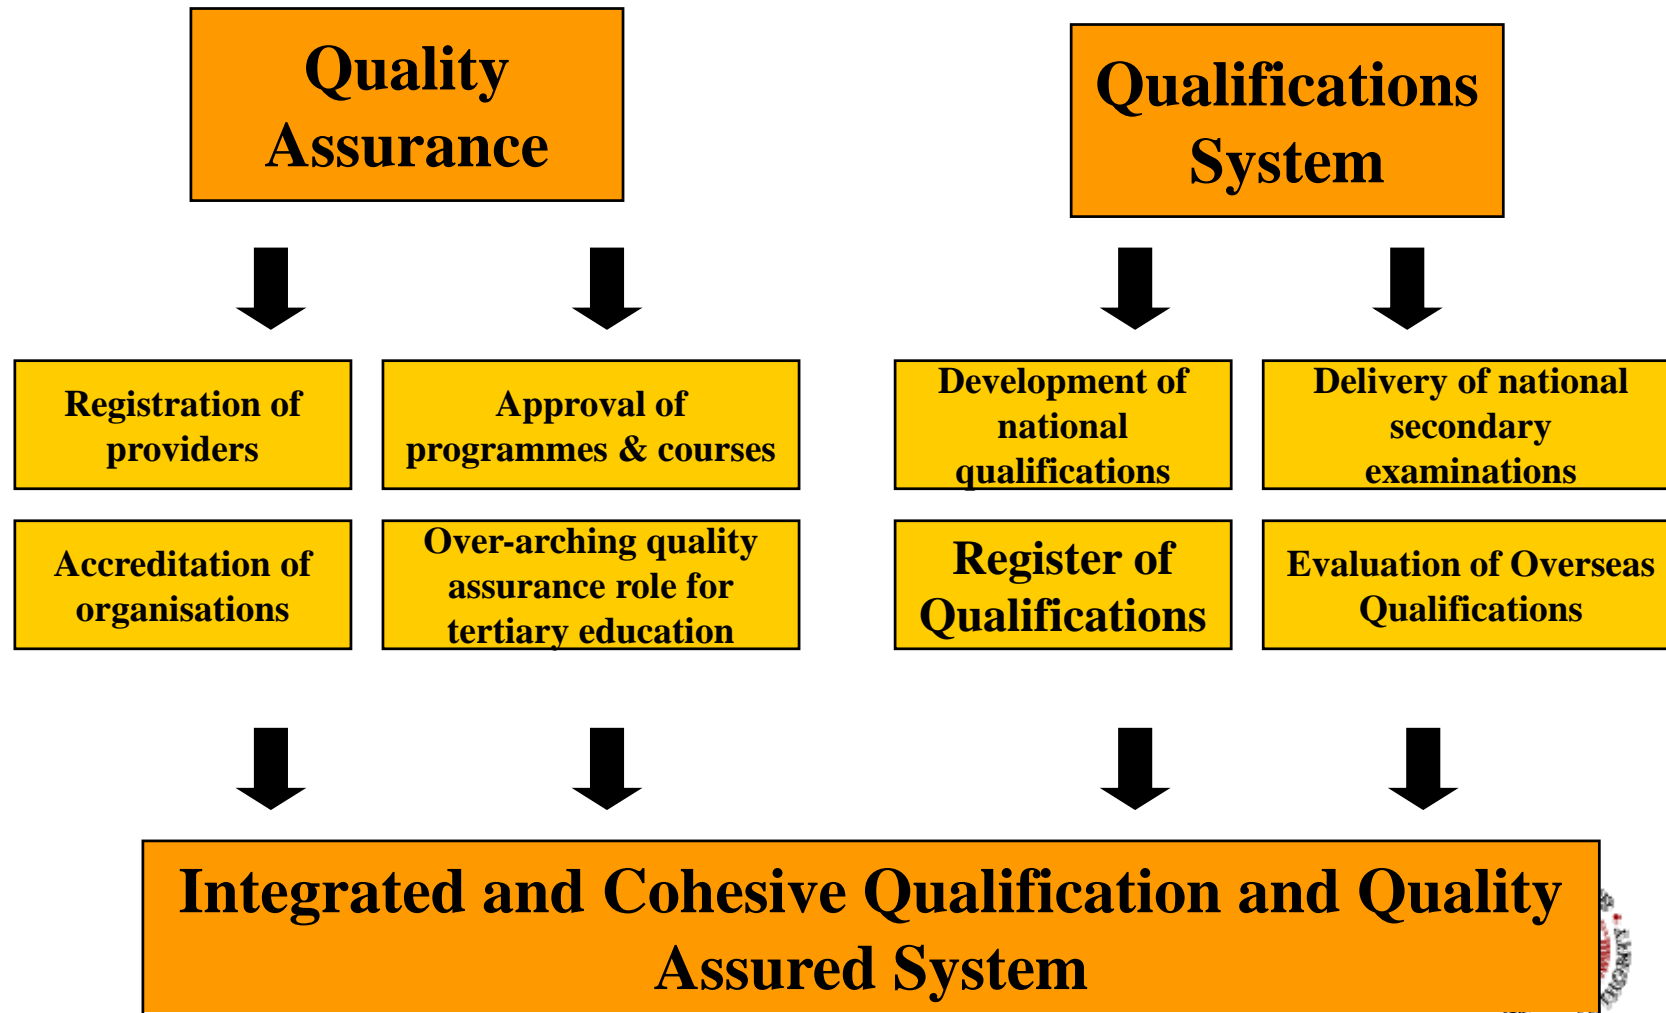 Quality
Assurance
Qualifications
System
Registration of
providers
Approval of
programmes & courses
Development of
national
qualifications
Delivery of national
secondary
examinations
Accreditation of
organisations
Over-arching quality
assurance role for
tertiary education
Register of
Qualifications
Evaluation of Overseas
Qualifications
Integrated and Cohesive Qualification and Quality
Assured System